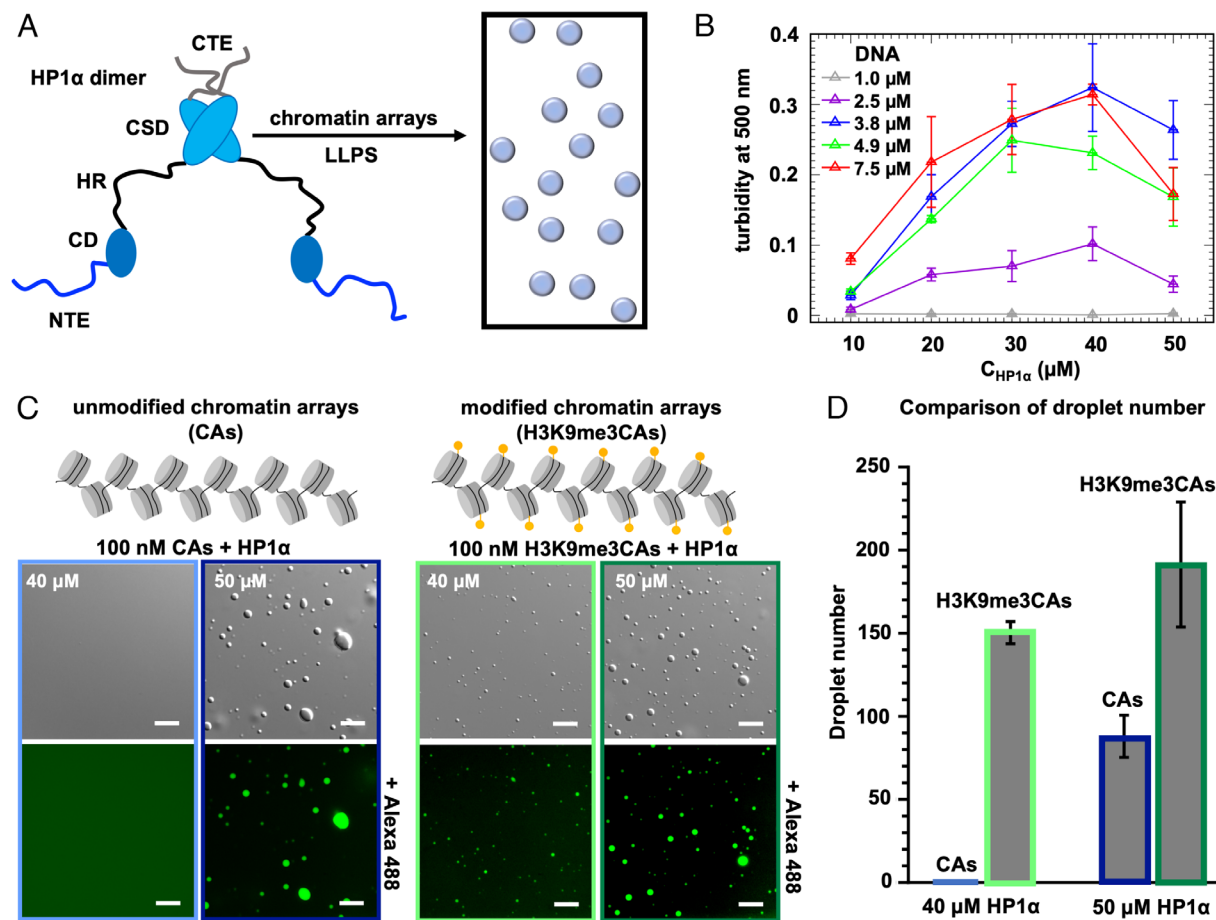 A
CTE
HP1α dimer
CSD
chromatin arrays
LLPS
HR
CD
NTE
B
0.4
0.3
0.2
0.1
0
turbidity at 500 nm
DNA
1.0 µM
2.5 µM
3.8 µM
4.9 µM
7.5 µM
10 20 30 40 50
CHP1α (µM)
C
unmodified chromatin arrays
(CAs)
modified chromatin arrays
(H3K9me3CAs)
100 nM CAs + HP1α
100 nM H3K9me3CAs + HP1α
40 µM
50 µM
40 µM
50 µM
+ Alexa 488
+ Alexa 488
D
Comparison of droplet number
250
200
150
100
50
0
Droplet number
H3K9me3CAs
H3K9me3CAs
CAs
CAs
40 µM HP1α
50 µM HP1α